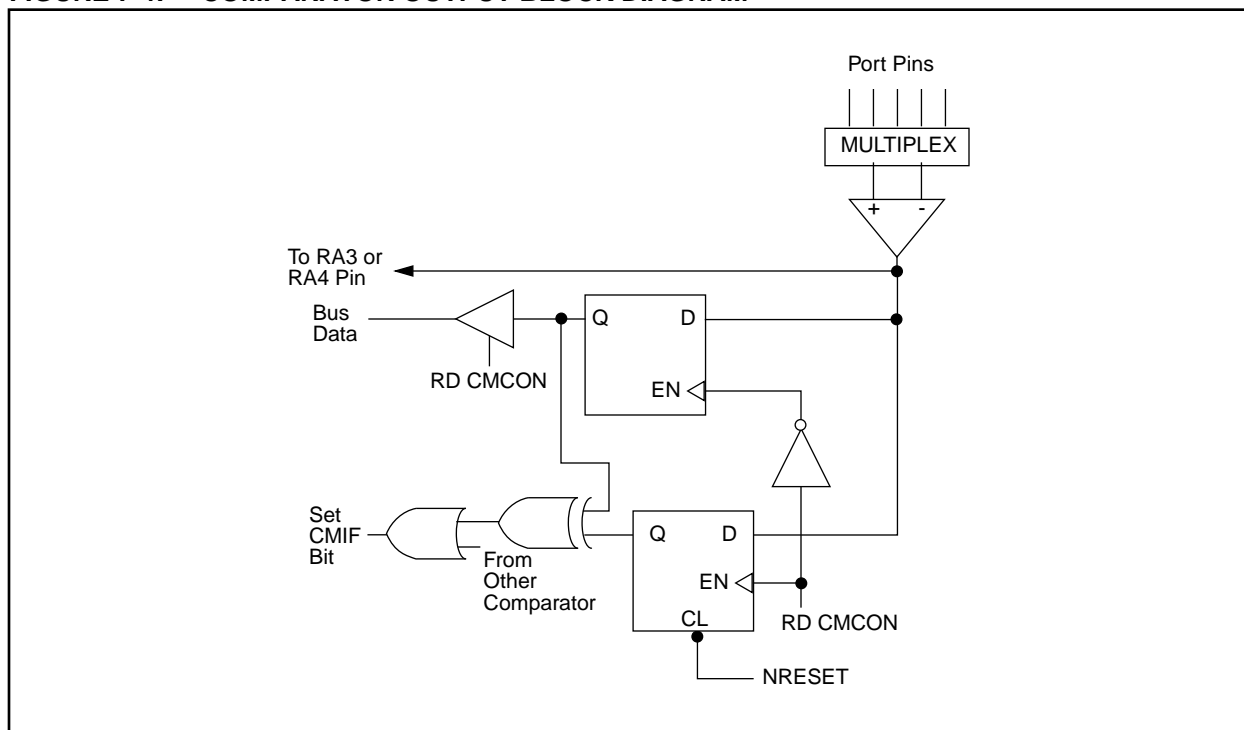 Port Pins
MULTIPLEX
+ -
To RA3 or
RA4 Pin
Bus
Data
Q D
RD CMCON
EN
Set
CMIF
Bit
From
Other
Comparator
Q D
EN
CL
RD CMCON
NRESET